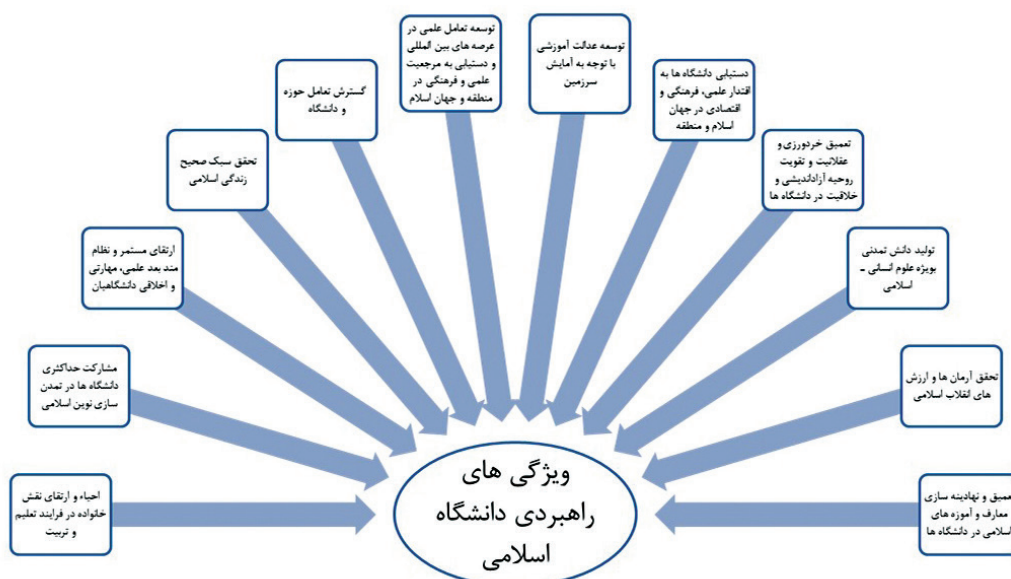 توسعه تعامل علمی در
عرصه های بین المللی
و دستیابی به مرجعیت
علمی و فرهنگی در
منطقه و جهان اسلام
توسعه عدالت آموزشی
با توجه به آمایش
سرزمین
دستیابی دانشگاه ها به
اقتدار علمی، فرهنگی و
اقتصادی در جهان
اسلام و منطقه
گسترش تعامل حوزه
و دانشگاه
تعمیق خردورزی و
عقلانیت و تقویت
روحیه آزاداندیشی و
خلاقیت در دانشگاه ها
تحقق سبک صحیح
زندگی اسلامی
تولید دانش تمدنی
بویژه علوم انسانی -
اسلامی
ارتقای مستمر و نظام
مند بعد علمی، مهارتی
و اخلاقی دانشگاهیان
تحقق آرمان ها و ارزش
های انقلاب اسلامی
مشارکت حداکثری
دانشگاه ها در تمدن
سازی نوین اسلامی
تعمیق و نهادینه سازی
معارف و آموزه های
اسلامی در دانشگاه ها
احیاء و ارتقای نقش
خانواده در فرایند تعلیم
و تربیت
ویژگی های
راهبردی دانشگاه
اسلامی